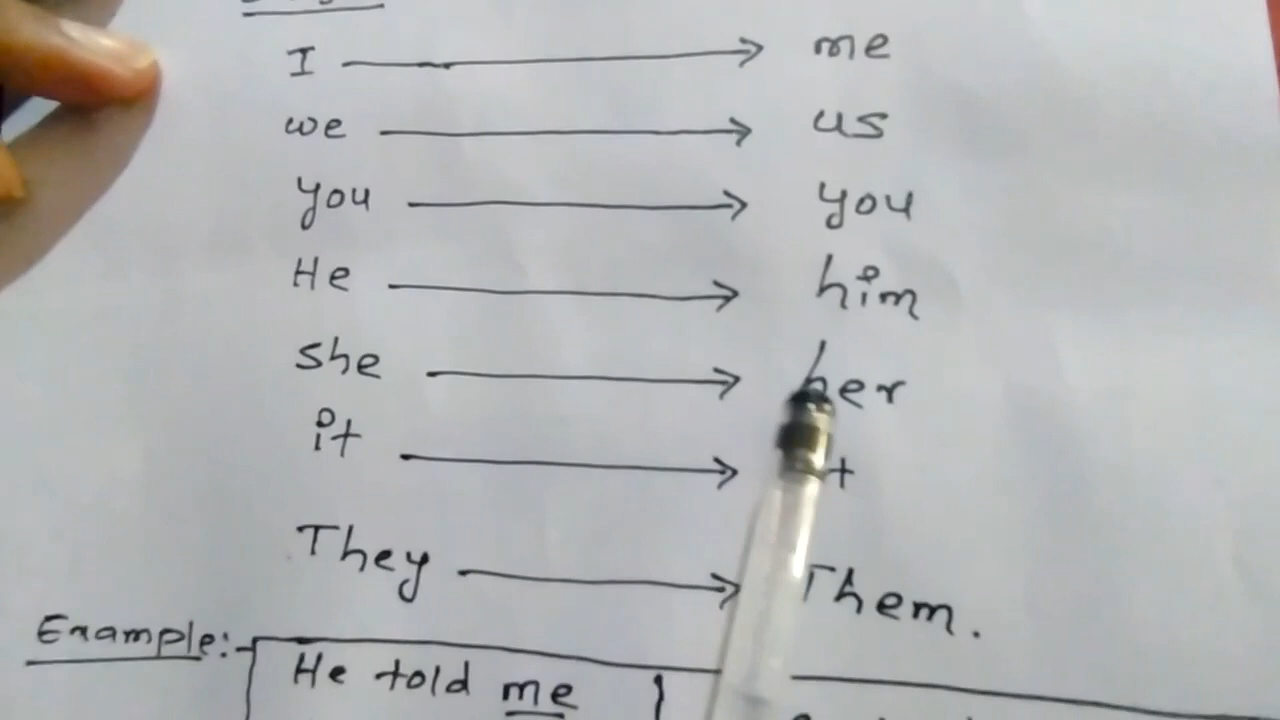 I → me
we → us
you → you
He → him
she → her
it →
They → Them.
Example:-
He told me